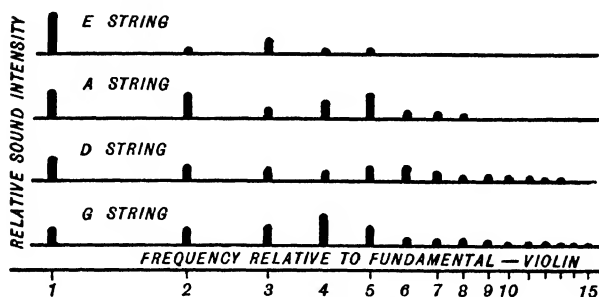 RELATIVE SOUND INTENSITY
E STRING
A STRING
D STRING
G STRING
FREQUENCY RELATIVE TO FUNDAMENTAL — VIOLIN
1 2 3 4 5 6 7 8 9 10 15